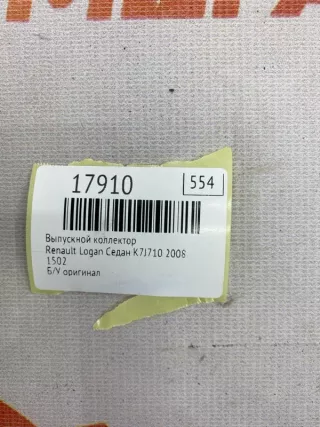 17910
554
Выпускной коллектор
Renault Logan Седан K7J710 2008
1502
Б/У оригинал